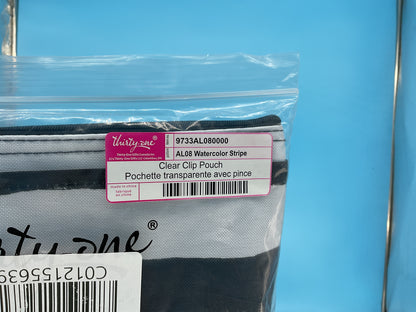 thirty-one®
9733AL080000
AL08 Watercolor Stripe
Clear Clip Pouch
Pochette transparente avec pince
made in china
fabriqué en chine
thirty-one®
C0121556639